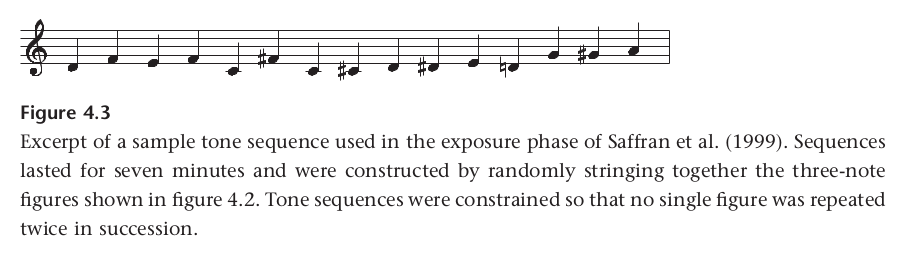 Figure 4.3
Excerpt of a sample tone sequence used in the exposure phase of Saffran et al. (1999). Sequences
lasted for seven minutes and were constructed by randomly stringing together the three-note
figures shown in figure 4.2. Tone sequences were constrained so that no single figure was repeated
twice in succession.